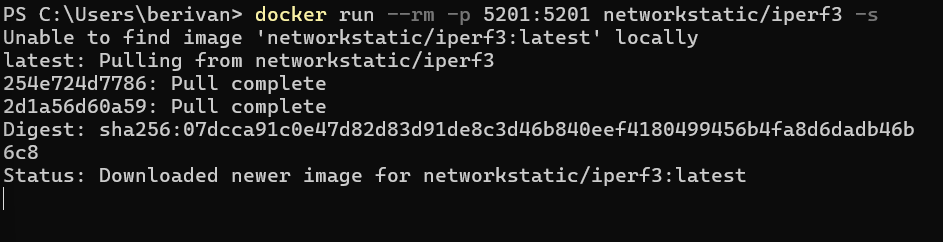 PS C:\Users\berivan> docker run --rm -p 5201:5201 networkstatic/iperf3 -s
Unable to find image 'networkstatic/iperf3:latest' locally
latest: Pulling from networkstatic/iperf3
254e724d7786: Pull complete
2d1a56d60a59: Pull complete
Digest: sha256:07dcca91c0e47d82d83d91de8c3d46b840eef4180499456b4fa8d6dadb46b
6c8
Status: Downloaded newer image for networkstatic/iperf3:latest